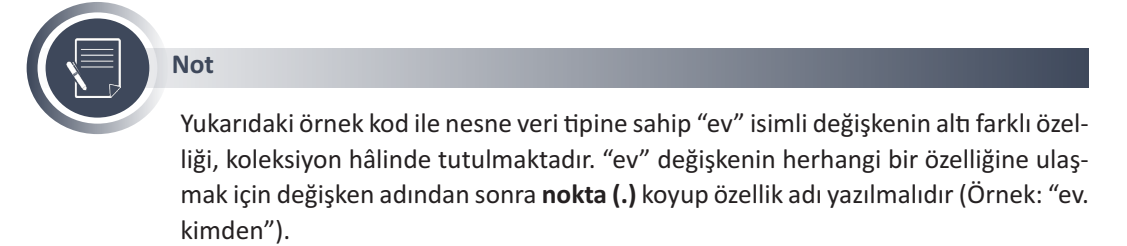 Not
Yukarıdaki örnek kod ile nesne veri tipine sahip “ev” isimli değişkenin altı farklı özel-
liği, koleksiyon hâlinde tutulmaktadır. “ev” değişkenin herhangi bir özelliğine ulaş-
mak için değişken adından sonra nokta (.) koyup özellik adı yazılmalıdır (Örnek: “ev.
kimden”).